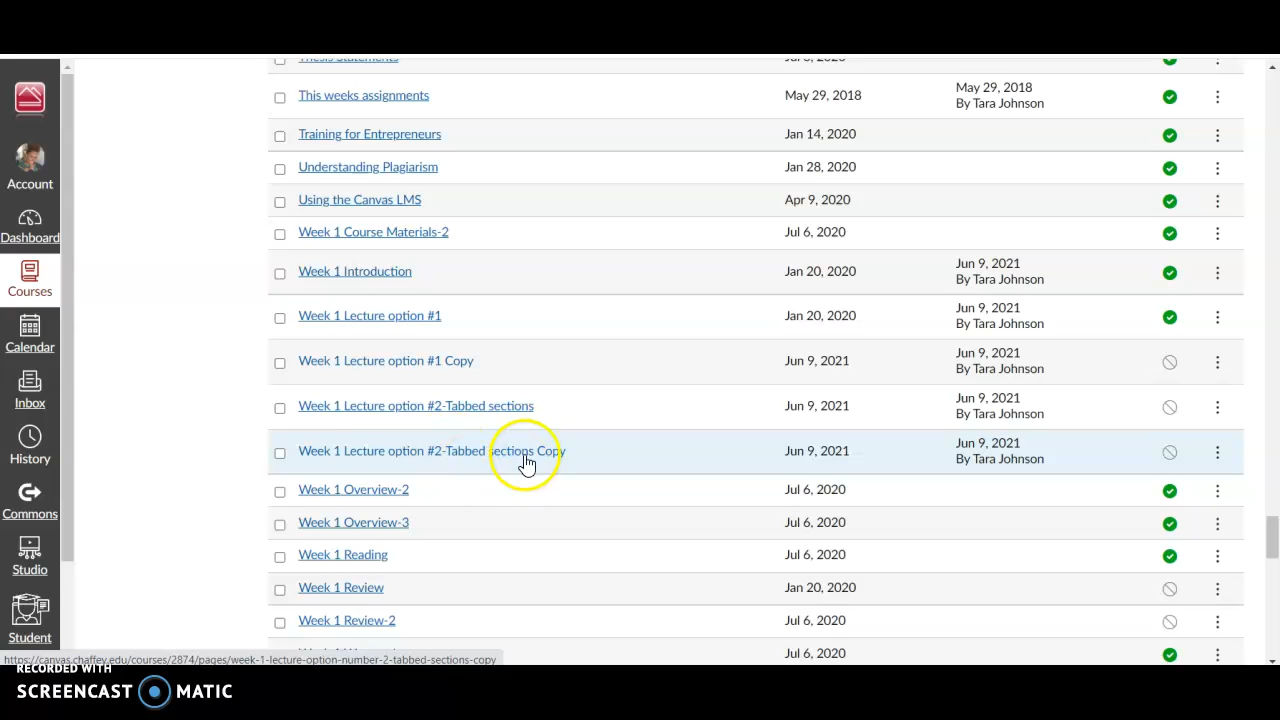 Thesis Statements
This weeks assignments May 29, 2018 May 29, 2018
By Tara Johnson
Training for Entrepreneurs Jan 14, 2020
Understanding Plagiarism Jan 28, 2020
Using the Canvas LMS Apr 9, 2020
Week 1 Course Materials-2 Jul 6, 2020
Week 1 Introduction Jan 20, 2020 Jun 9, 2021
By Tara Johnson
Week 1 Lecture option #1 Jan 20, 2020 Jun 9, 2021
By Tara Johnson
Week 1 Lecture option #1 Copy Jun 9, 2021 Jun 9, 2021
By Tara Johnson
Week 1 Lecture option #2-Tabbed sections Jun 9, 2021 Jun 9, 2021
By Tara Johnson
Week 1 Lecture option #2-Tabbed sections Copy Jun 9, 2021 Jun 9, 2021
By Tara Johnson
Week 1 Overview-2 Jul 6, 2020
Week 1 Overview-3 Jul 6, 2020
Week 1 Reading Jul 6, 2020
Week 1 Review Jan 20, 2020
Week 1 Review-2 Jul 6, 2020
Jul 6, 2020
Account
Dashboard
Courses
Calendar
Inbox
History
Commons
Studio
Student
https://canvas.chaffey.edu/courses/2874/pages/week-1-lecture-option-number-2-tabbed-sections-copy
RECORDED WITH
SCREENCAST MATIC